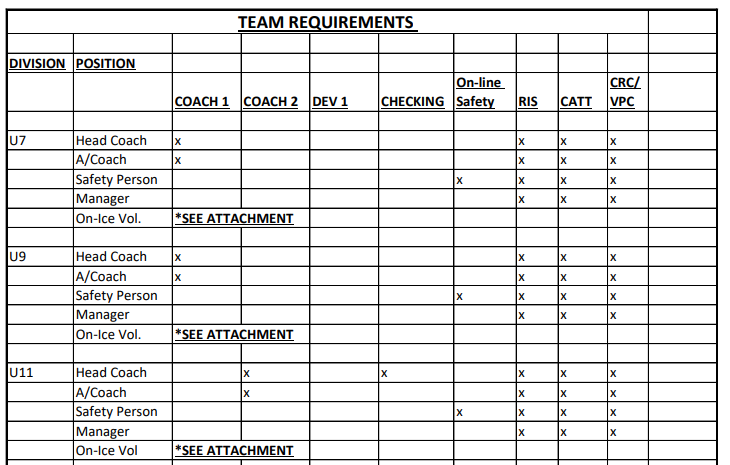 TEAM REQUIREMENTS
DIVISION POSITION
COACH 1 COACH 2 DEV 1 CHECKING On-line Safety RIS CATT CRC/ VPC
U7 Head Coach x x x x
A/Coach x x x x
Safety Person x x x x
Manager x x x
On-Ice Vol. *SEE ATTACHMENT
U9 Head Coach x x x x
A/Coach x x x x
Safety Person x x x x
Manager x x x
On-Ice Vol. *SEE ATTACHMENT
U11 Head Coach x x x x x
A/Coach x x x x
Safety Person x x x x
Manager x x x
On-Ice Vol *SEE ATTACHMENT